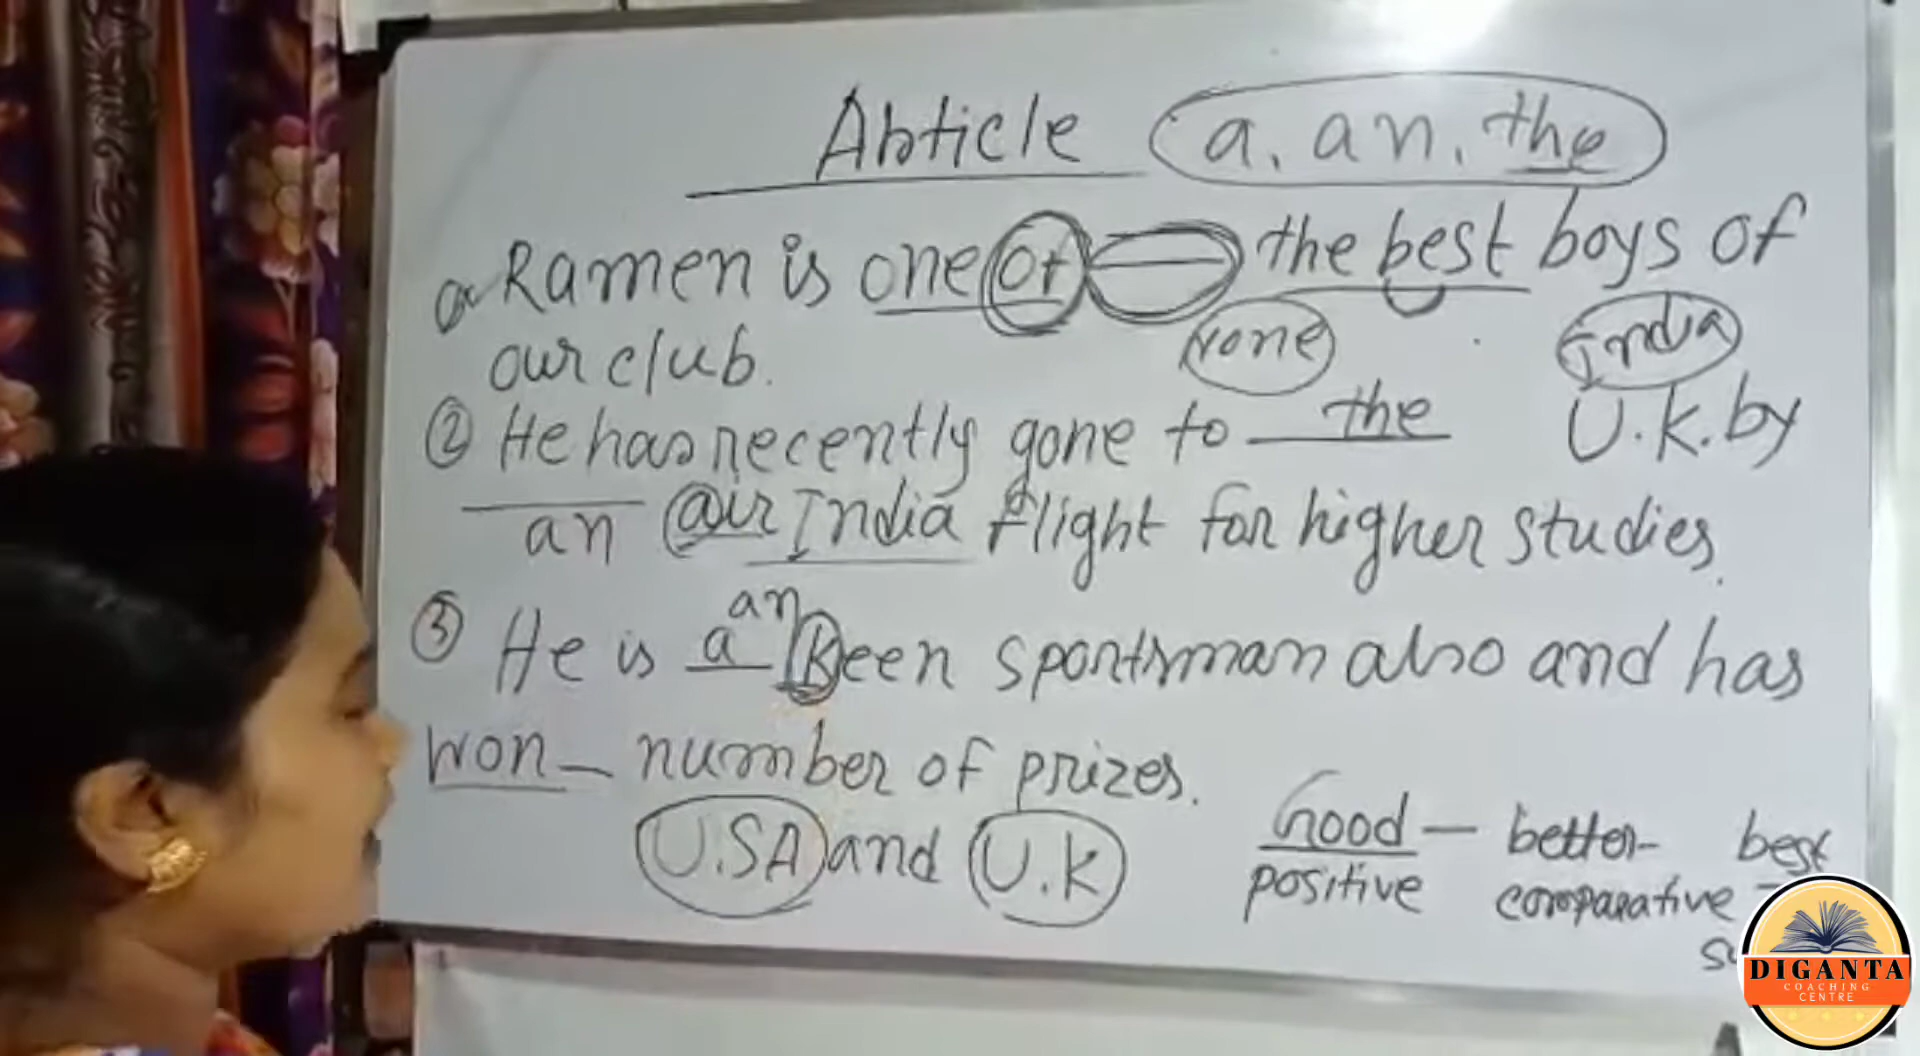 Article a, an, the
Ramen is one of — the best boys of
None India
our club.
② He has recently gone to the U.K. by
an air India flight for higher studies.
an
③ He is a keen sportsman also and has
won — number of prizes.
U.SA and U.K
Good — better - best
positive comparative
DIGANTA
COACHING
CENTRE